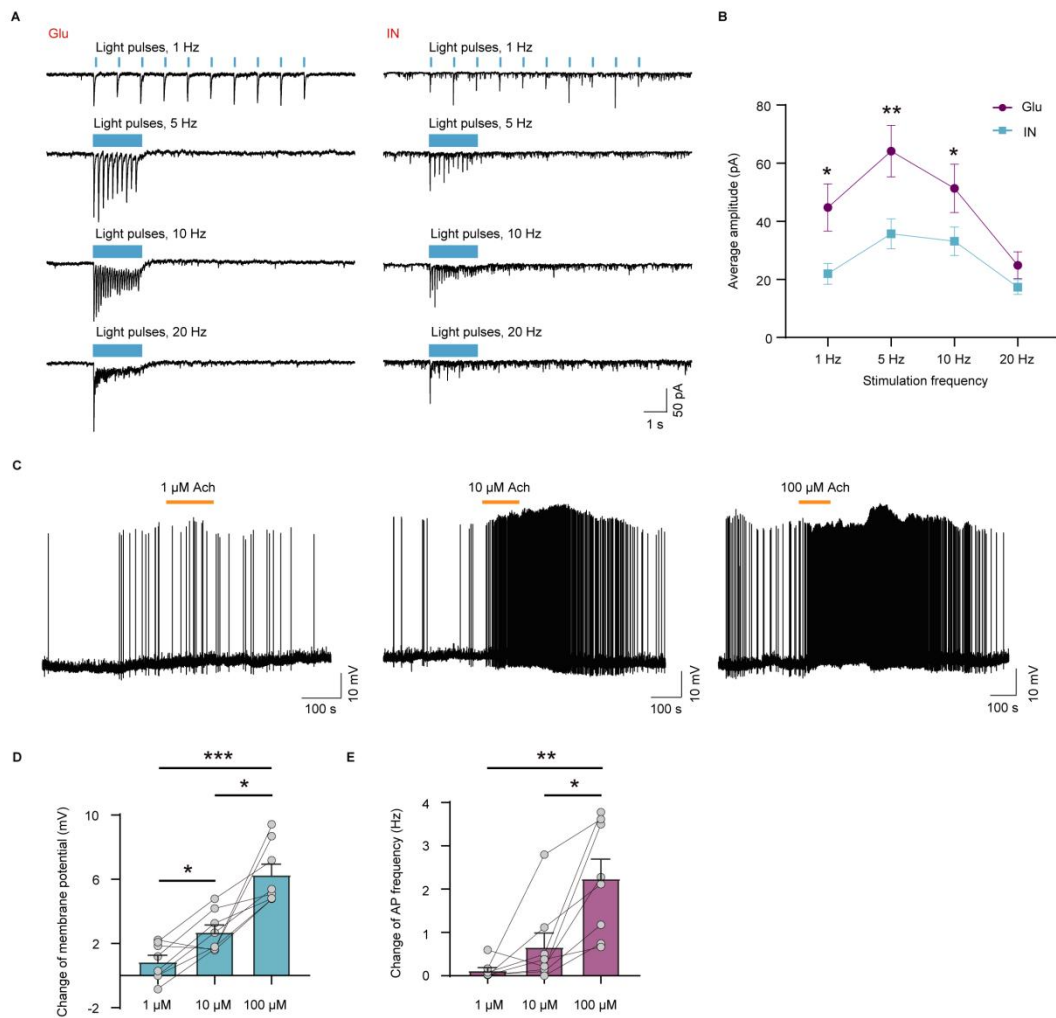 A
Glu
Light pulses, 1 Hz
Light pulses, 5 Hz
Light pulses, 10 Hz
Light pulses, 20 Hz
IN
Light pulses, 1 Hz
Light pulses, 5 Hz
Light pulses, 10 Hz
Light pulses, 20 Hz
50 pA
1 s
B
Average amplitude (pA)
80
60
40
20
0
*
**
*
Glu
IN
1 Hz
5 Hz
10 Hz
20 Hz
Stimulation frequency
C
1 µM Ach
10 mV
100 s
10 µM Ach
10 mV
100 s
100 µM Ach
10 mV
100 s
D
***
*
*
Change of membrane potential (mV)
10
6
2
-2
1 µM
10 µM
100 µM
E
**
*
Change of AP frequency (Hz)
4
3
2
1
0
1 µM
10 µM
100 µM